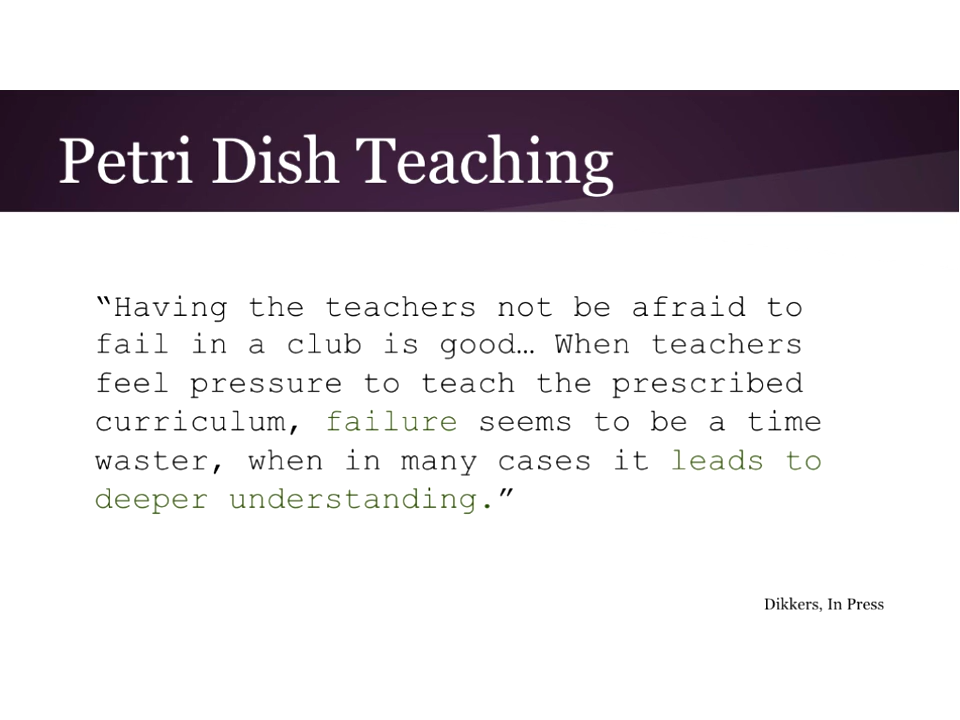 Petri Dish Teaching
“Having the teachers not be afraid to
fail in a club is good… When teachers
feel pressure to teach the prescribed
curriculum, failure seems to be a time
waster, when in many cases it leads to
deeper understanding.”
Dikkers, In Press